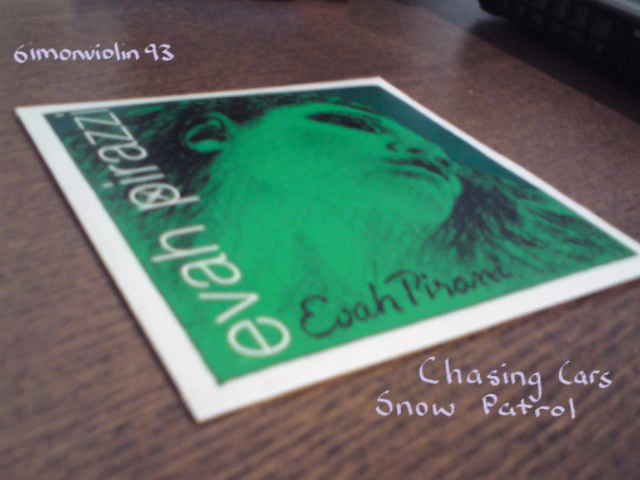 6imonviolin93
evah pirazzi
Evah Pirazzi
Chasing Cars
Snow Patrol